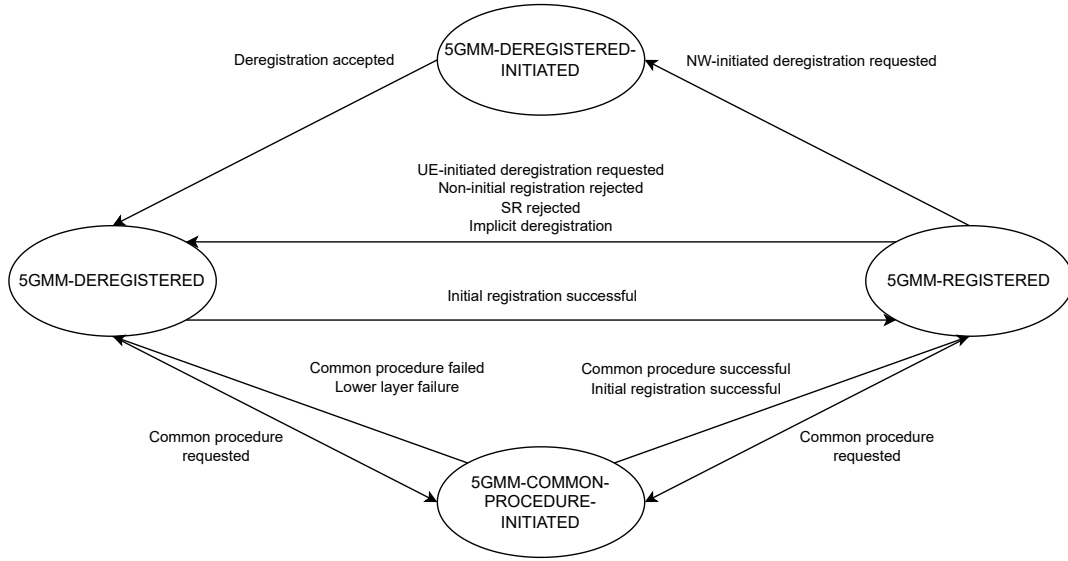 5GMM-DEREGISTERED-
INITIATED
Deregistration accepted
NW-initiated deregistration requested
UE-initiated deregistration requested
Non-initial registration rejected
SR rejected
Implicit deregistration
5GMM-DEREGISTERED
5GMM-REGISTERED
Initial registration successful
Common procedure failed
Lower layer failure
Common procedure successful
Initial registration successful
Common procedure
requested
Common procedure
requested
5GMM-COMMON-
PROCEDURE-
INITIATED